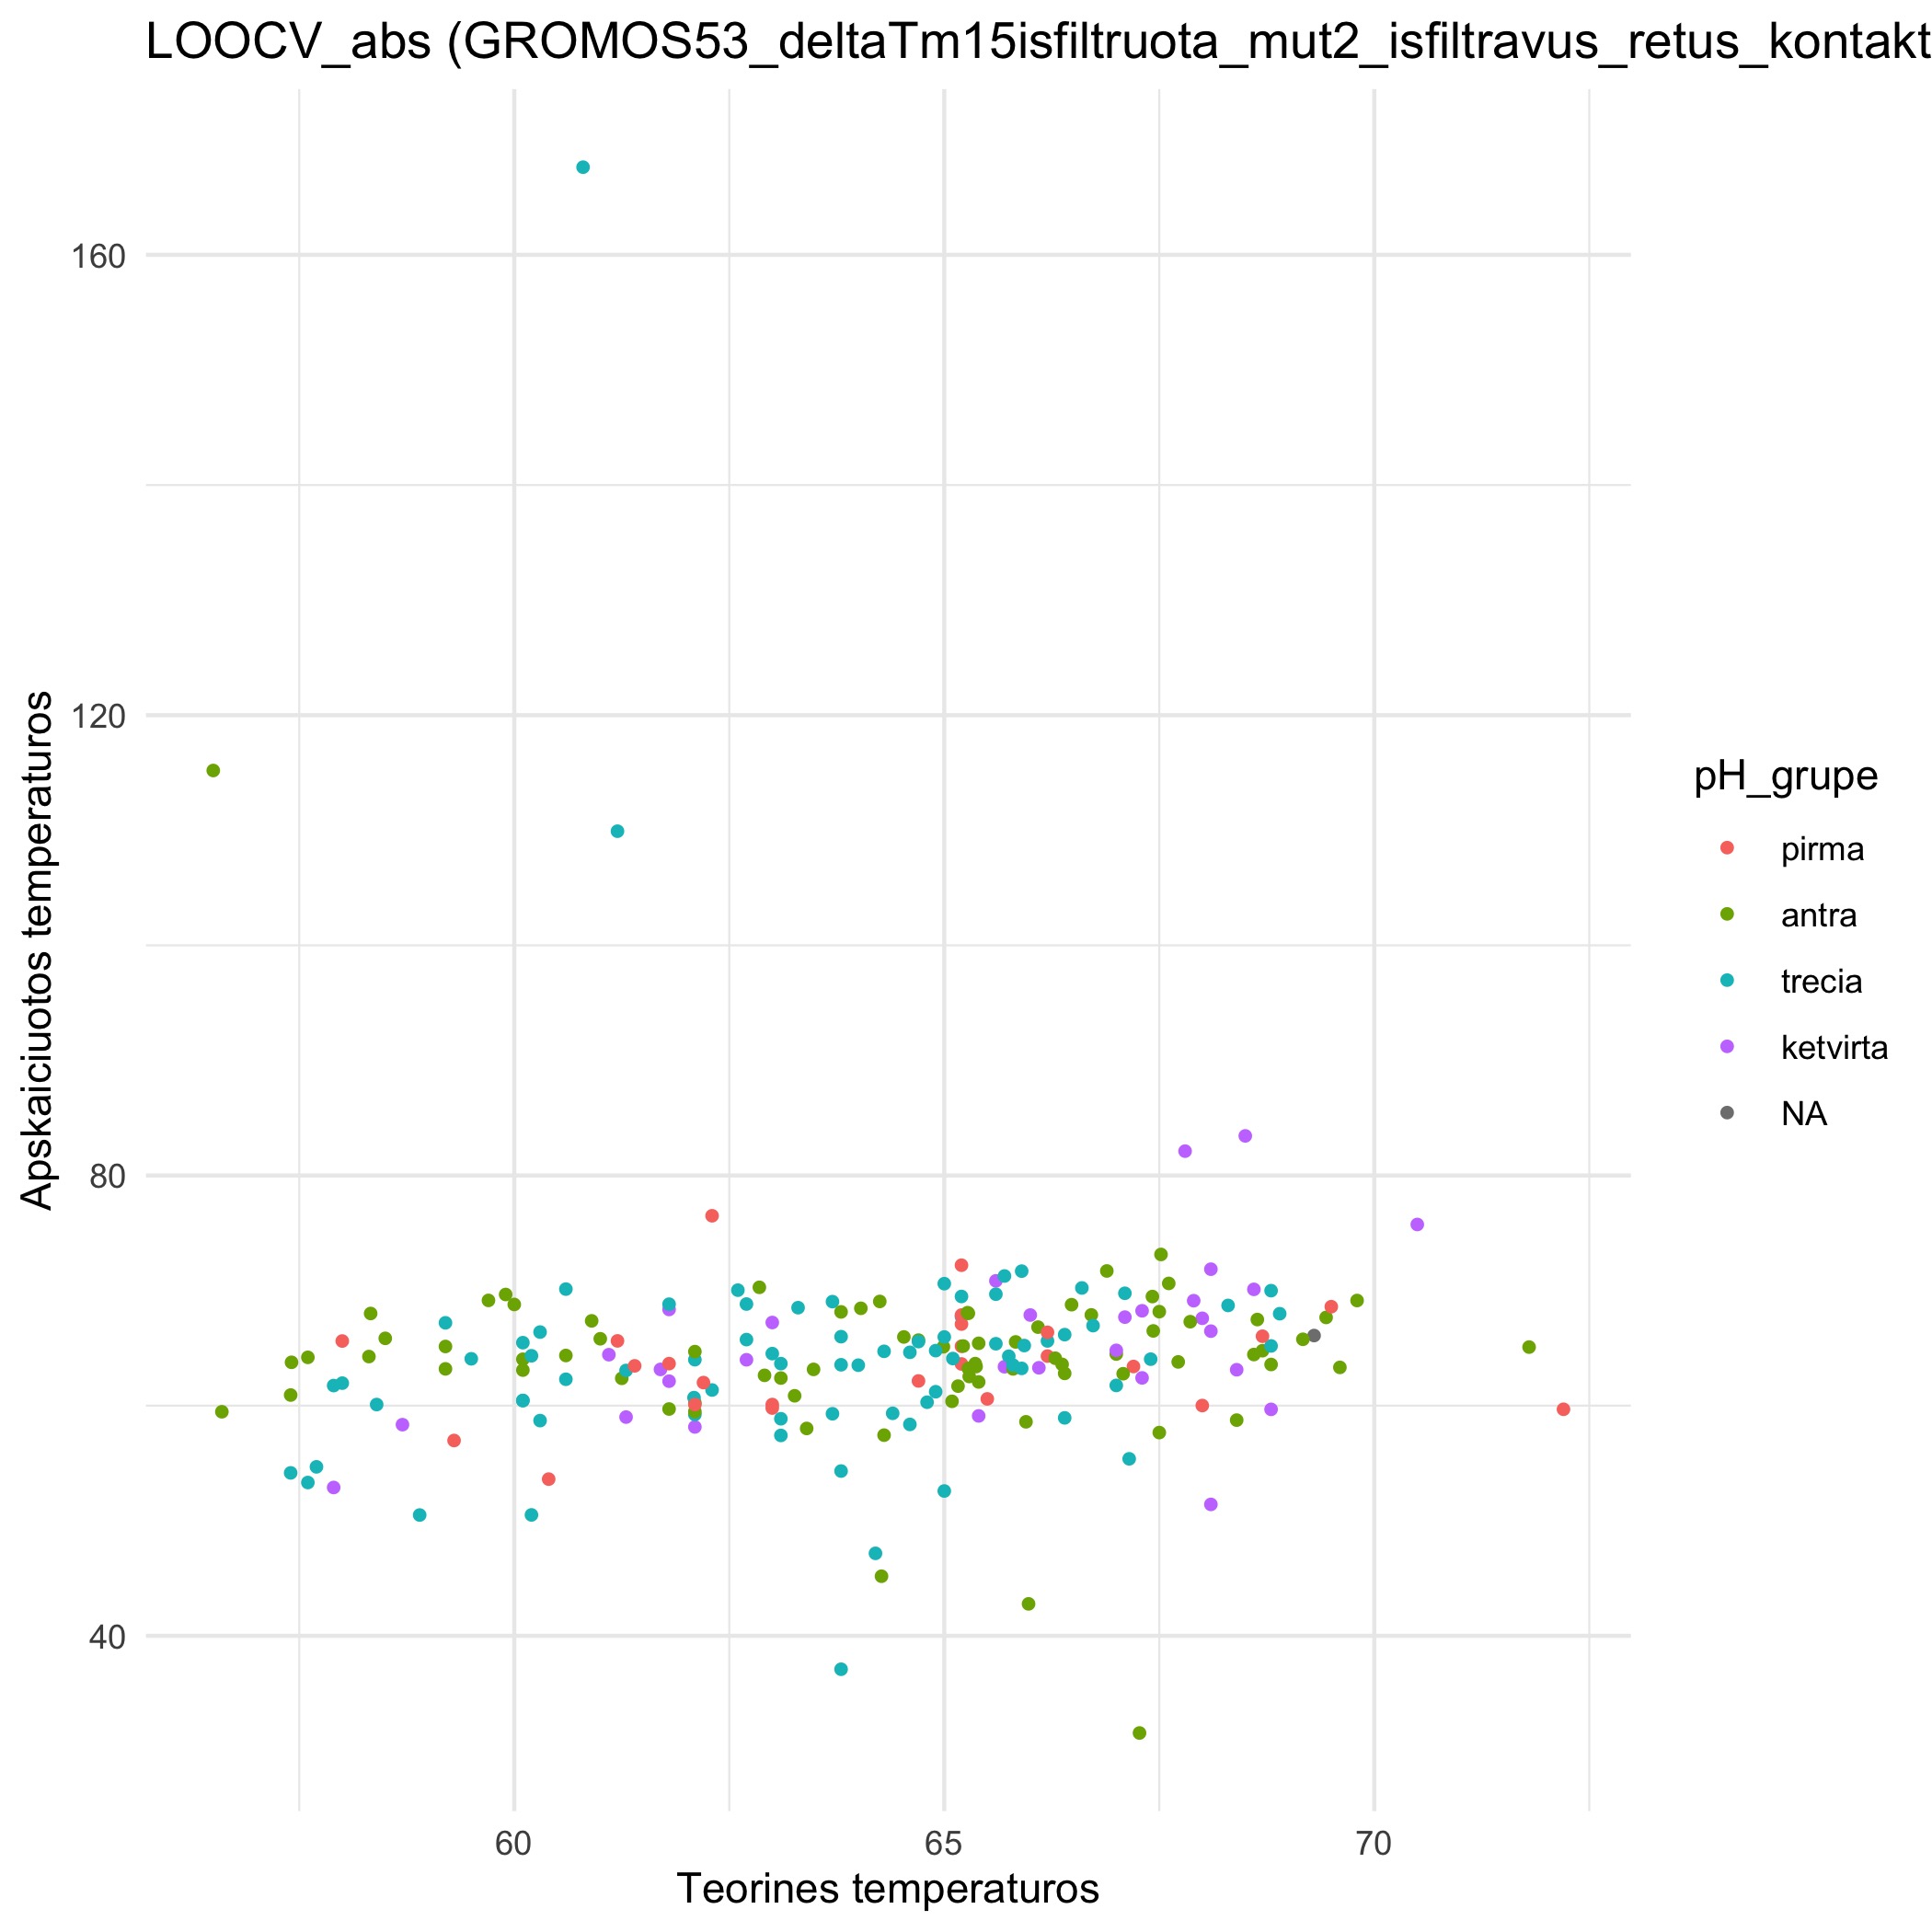 LOOCV_abs (GROMOS53_deltaTm15isfiltruota_mut2_isfiltravus_retus_kontakt
160
120
80
40
Apskaiciuotos temperaturos
60
65
70
Teorines temperaturos
pH_grupe
pirma
antra
trecia
ketvirta
NA